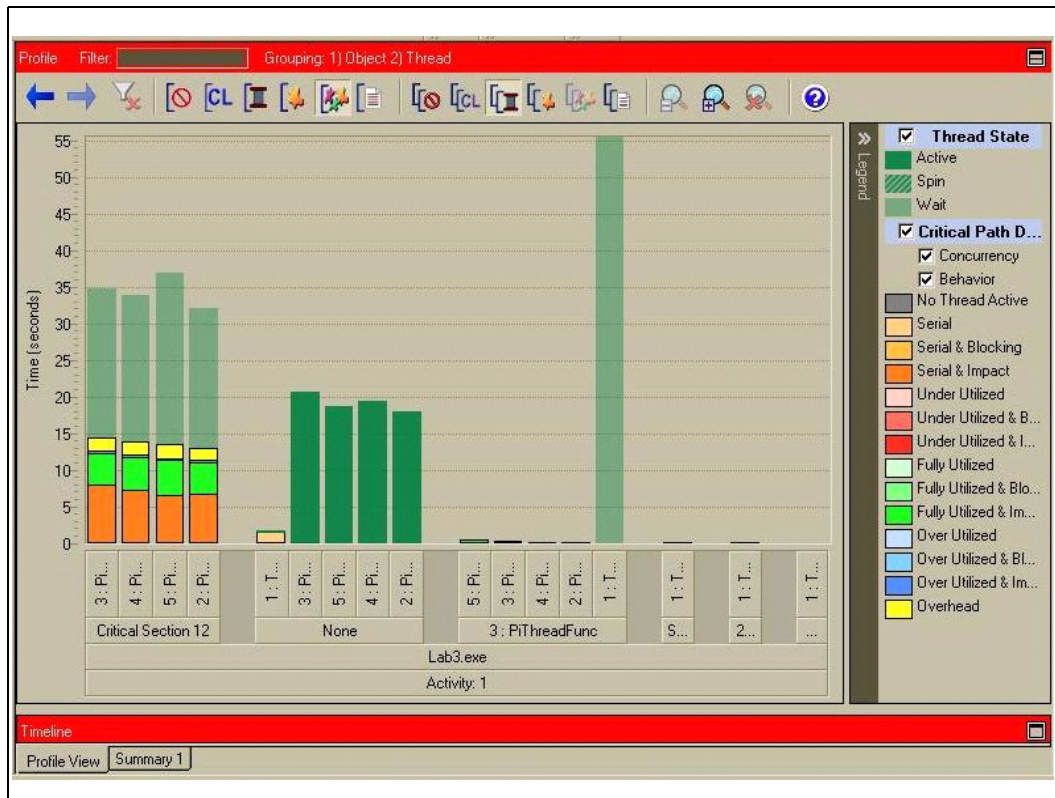 Profile Filter: Grouping: 1) Object 2) Thread
CL
CL
Time (seconds)
55
50
45
40
35
30
25
20
15
10
5
0
3 : Pi...
4 : Pi...
5 : Pi...
2 : Pi...
1 : T...
3 : Pi...
5 : Pi...
4 : Pi...
2 : Pi...
5 : Pi...
3 : Pi...
4 : Pi...
2 : Pi...
1 : T...
1 : T...
1 : T...
1 : T...
Critical Section 12
None
3 : PiThreadFunc
S...
2...
...
Lab3.exe
Activity: 1
Legend
Thread State
Active
Spin
Wait
Critical Path D...
Concurrency
Behavior
No Thread Active
Serial
Serial & Blocking
Serial & Impact
Under Utilized
Under Utilized & B...
Under Utilized & I...
Fully Utilized
Fully Utilized & Blo...
Fully Utilized & Im...
Over Utilized
Over Utilized & Bl...
Over Utilized & Im...
Overhead
Timeline
Profile View Summary 1